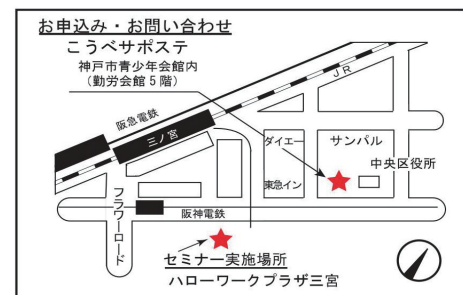 お申込み・お問い合わせ
こうべサポステ
神戸市青少年会館内
（勤労会館5階）
JR
阪急電鉄
三ノ宮
ダイエー
サンパル
中央区役所
東急イン
フラワーロード
阪神電鉄
セミナー実施場所
ハローワークプラザ三宮